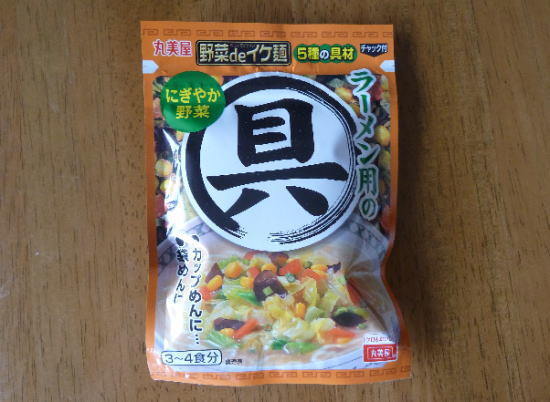 丸美屋
野菜deイケ麺
5種の具材
チャック付
にぎやか
野菜
ラーメン用の
具
●カップめんに…
●袋めんに…
3〜4食分
丸美屋